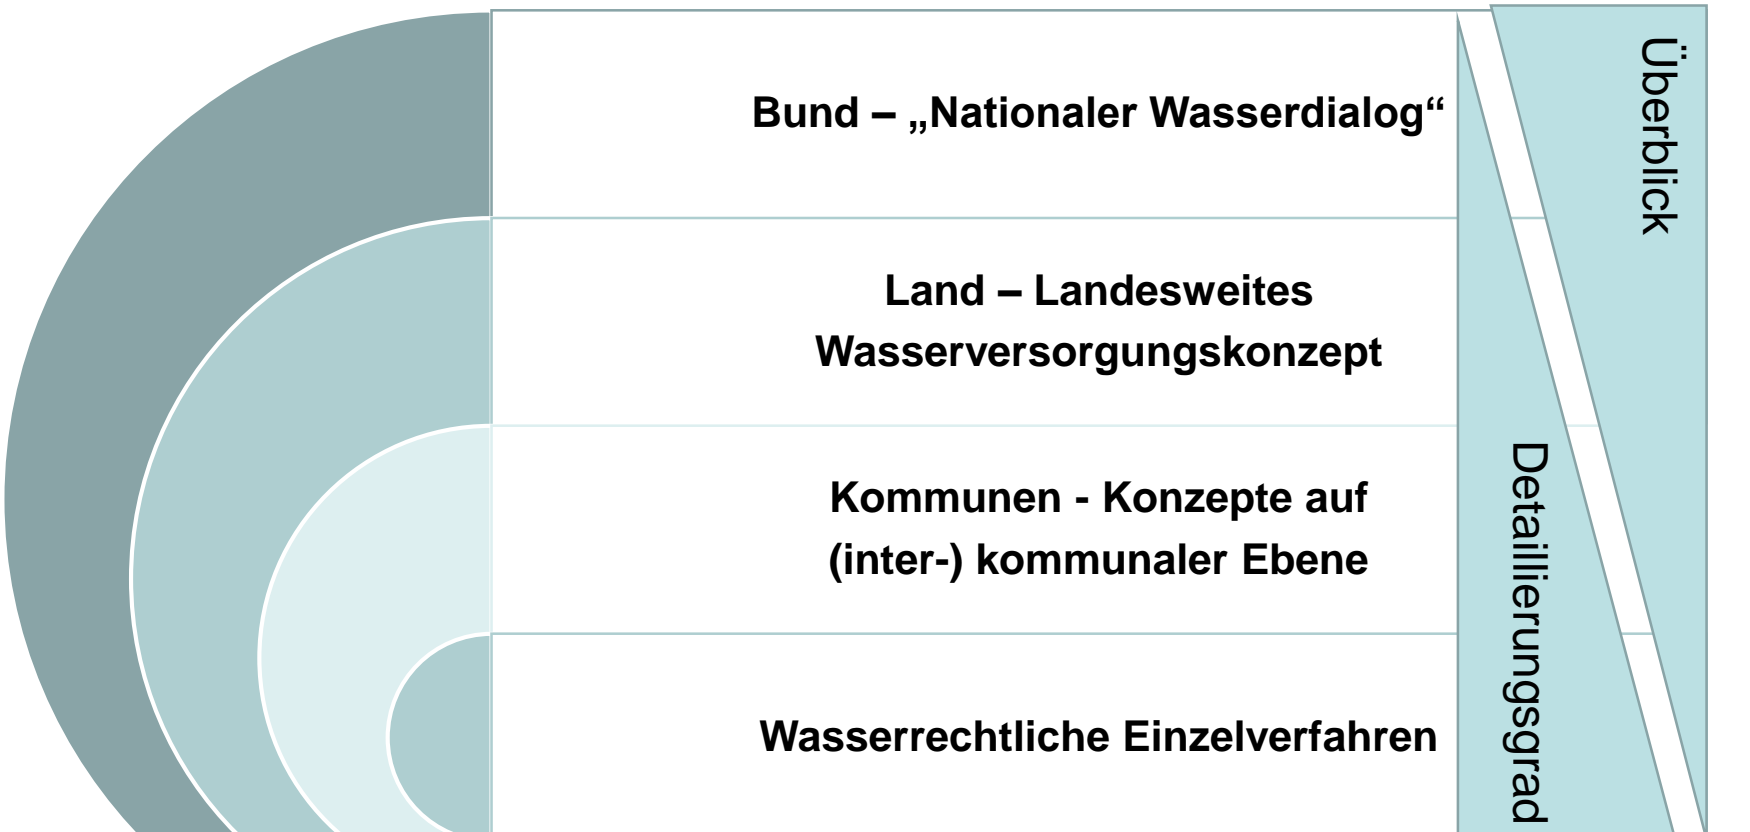 Bund – „Nationaler Wasserdialog“
Land – Landesweites
Wasserversorgungskonzept
Kommunen - Konzepte auf
(inter-) kommunaler Ebene
Wasserrechtliche Einzelverfahren
Detaillierungsgrad
Überblick